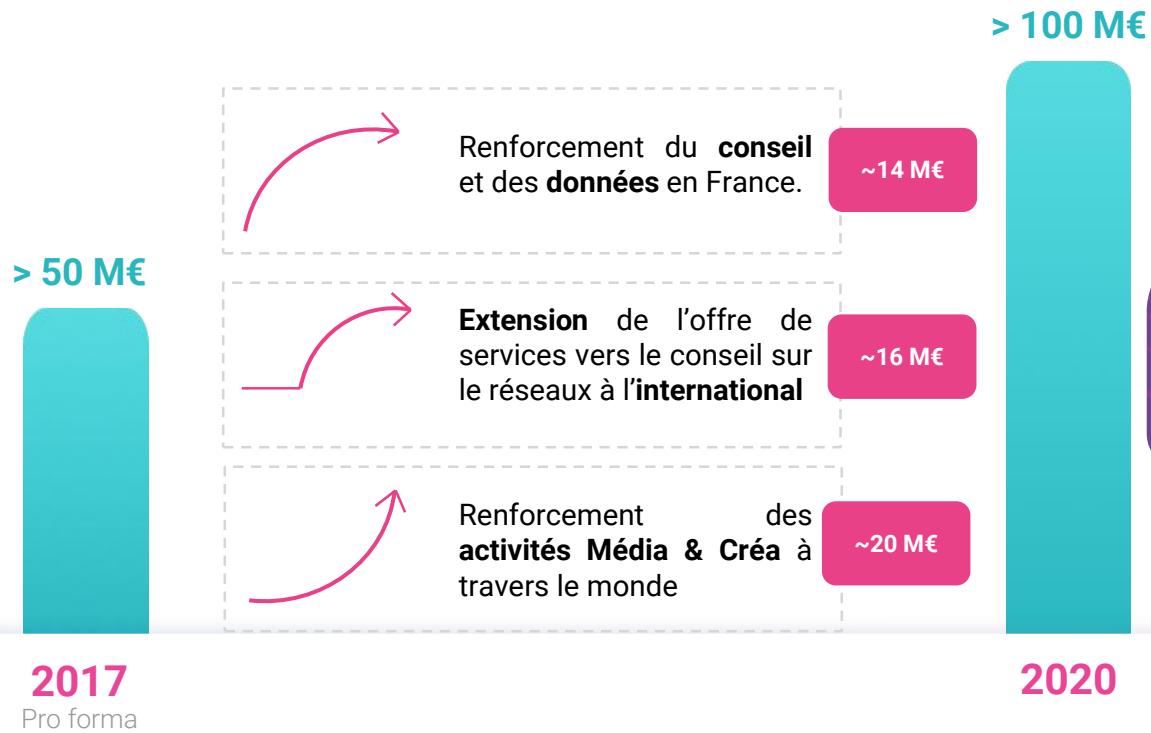 > 100 M€
Renforcement du conseil
et des données en France.
~14 M€
> 50 M€
Extension de l'offre de
services vers le conseil sur
le réseaux à l'international
~16 M€
Renforcement des
activités Média & Créa à
travers le monde
~20 M€
2017
Pro forma
2020